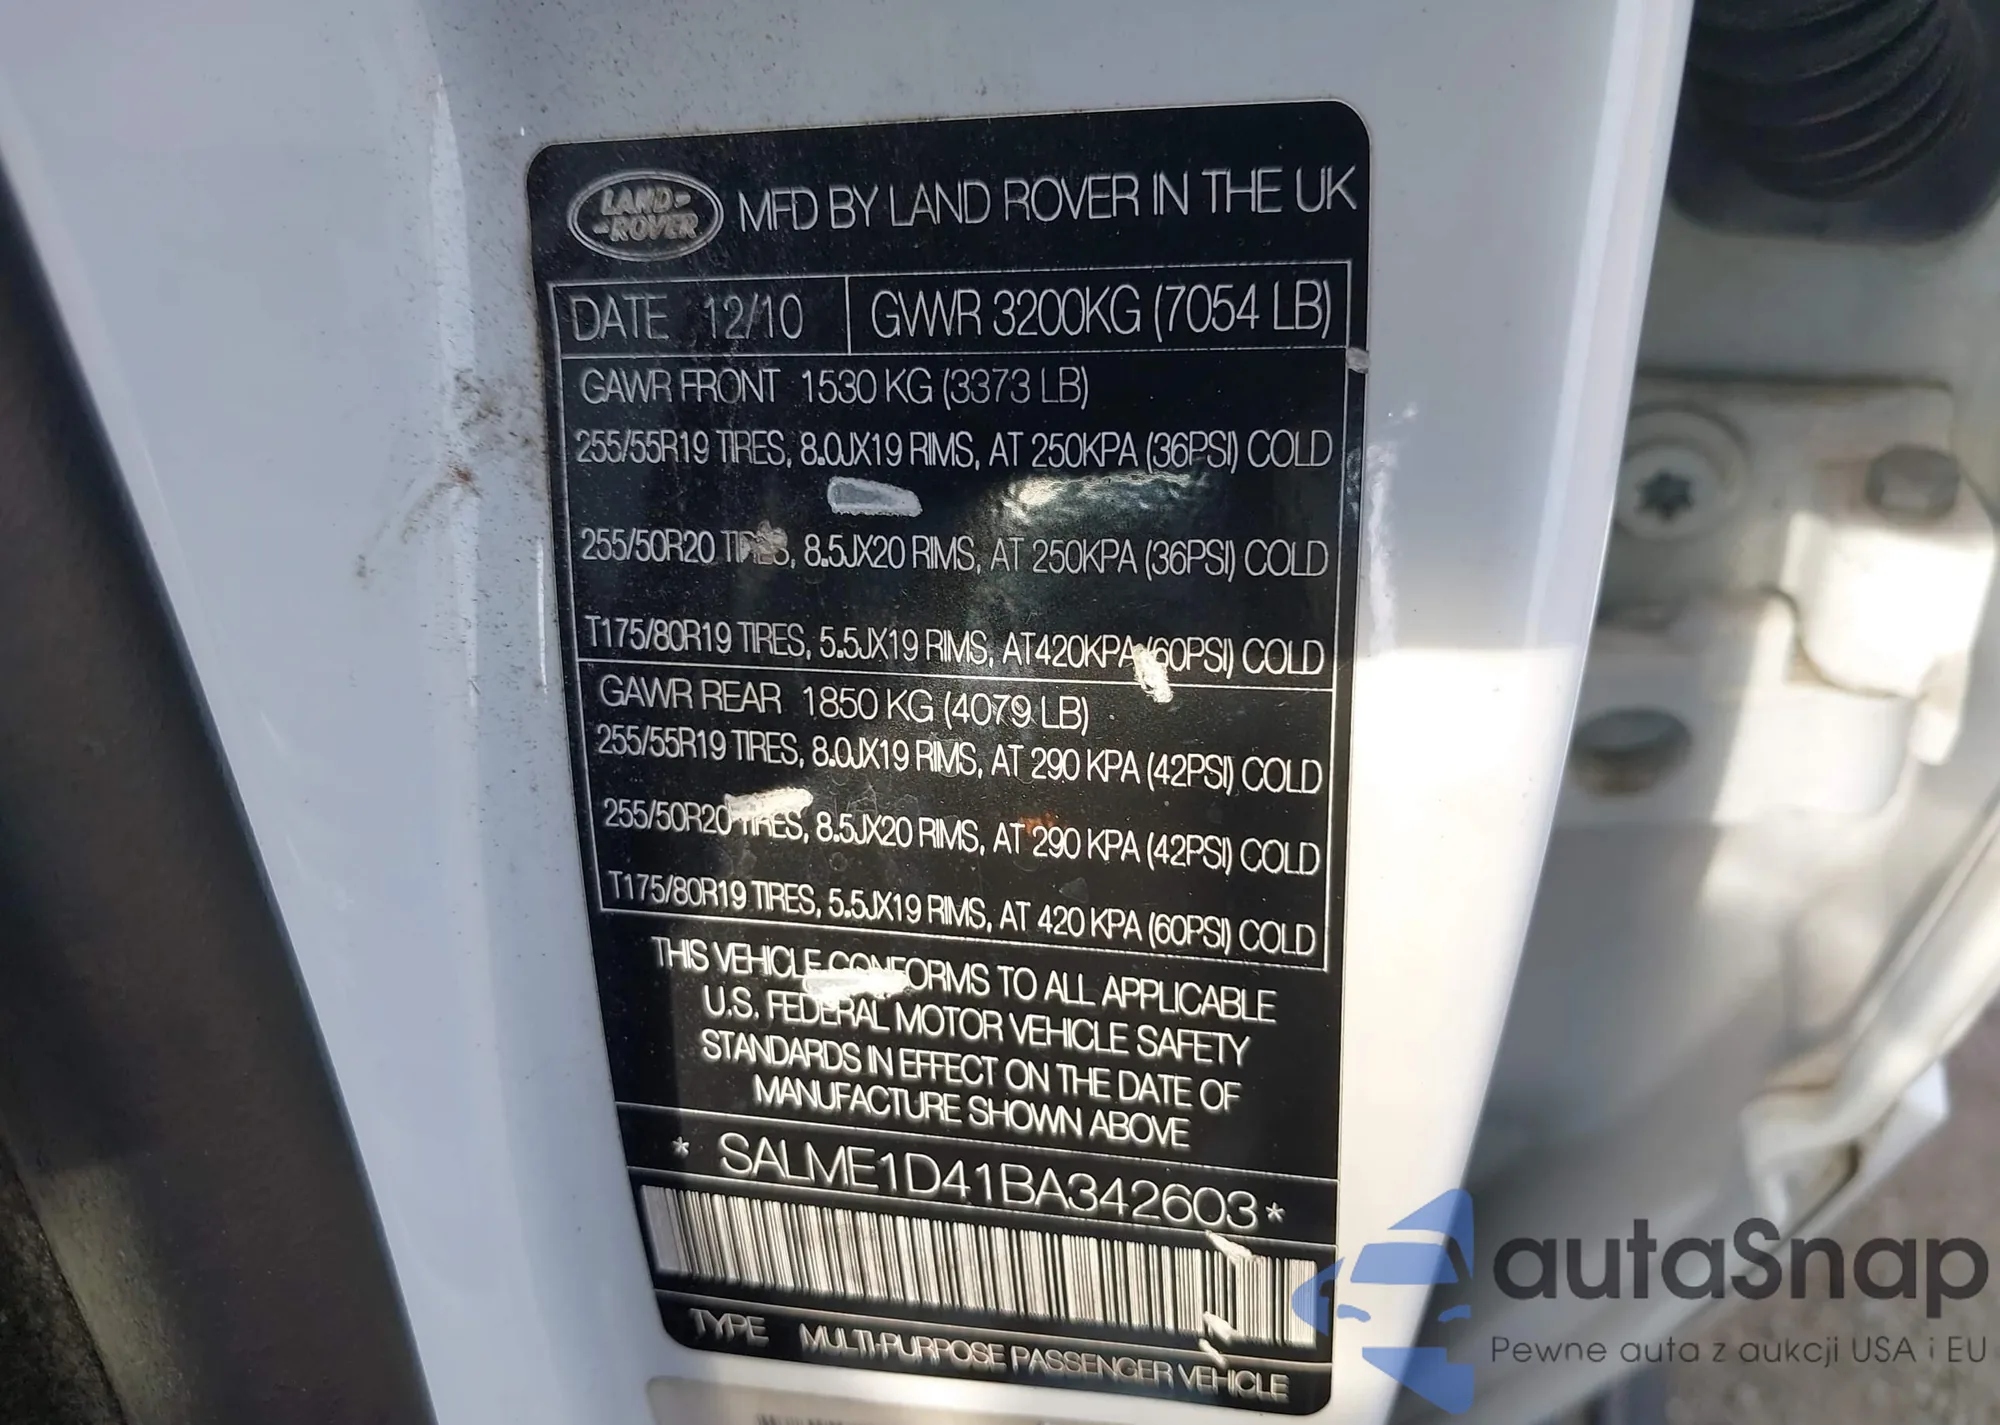 LAND-
-ROVER
MFD BY LAND ROVER IN THE UK
DATE 12/10
GVWR 3200KG (7054 LB)
GAWR FRONT 1530 KG (3373 LB)
255/55R19 TIRES, 8.0JX19 RIMS, AT 250KPA (36PSI) COLD
255/50R20 TIRES, 8.5JX20 RIMS, AT 250KPA (36PSI) COLD
T175/80R19 TIRES, 5.5JX19 RIMS, AT420KPA (60PSI) COLD
GAWR REAR 1850 KG (4079 LB)
255/55R19 TIRES, 8.0JX19 RIMS, AT 290 KPA (42PSI) COLD
255/50R20 TIRES, 8.5JX20 RIMS, AT 290 KPA (42PSI) COLD
T175/80R19 TIRES, 5.5JX19 RIMS, AT 420 KPA (60PSI) COLD
THIS VEHICLE CONFORMS TO ALL APPLICABLE
U.S. FEDERAL MOTOR VEHICLE SAFETY
STANDARDS IN EFFECT ON THE DATE OF
MANUFACTURE SHOWN ABOVE
* SALME1D41BA342603 *
TYPE MULTI-PURPOSE PASSENGER VEHICLE
autaSnap
Pewne auta z aukcji USA i EU